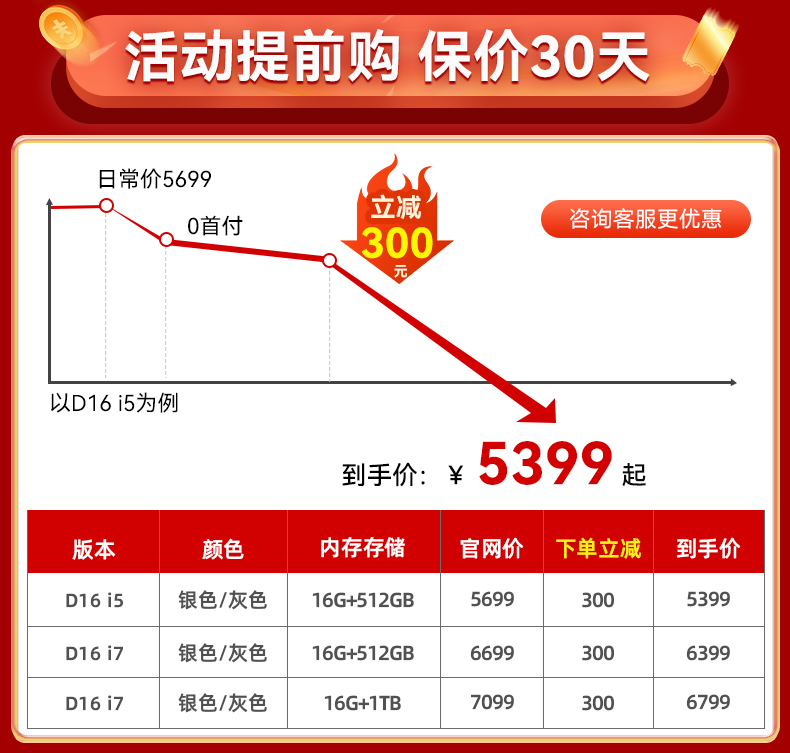 活动提前购 保价30天
日常价5699
0首付
立减
300
元
咨询客服更优惠
以D16 i5为例
到手价：￥5399起
版本 颜色 内存存储 官网价 下单立减 到手价
D16 i5 银色/灰色 16G+512GB 5699 300 5399
D16 i7 银色/灰色 16G+512GB 6699 300 6399
D16 i7 银色/灰色 16G+1TB 7099 300 6799